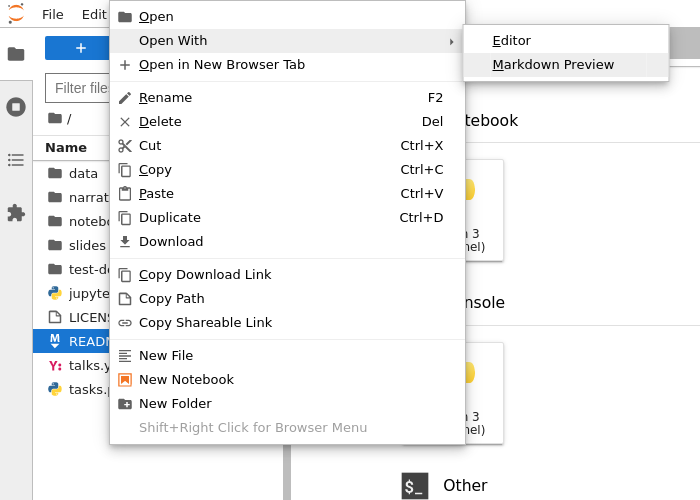 File Edit
Open
Open With
Open in New Browser Tab
Editor
Markdown Preview
Filter file
/
Name
data
narrat
notebo
slides
test-d
jupyte
LICEN
READ
talks.y
tasks.p
Rename F2
Delete Del
Cut Ctrl+X
Copy Ctrl+C
Paste Ctrl+V
Duplicate Ctrl+D
Download
Copy Download Link
Copy Path
Copy Shareable Link
New File
New Notebook
New Folder
Shift+Right Click for Browser Menu
tebook
3
nel)
nsole
3
nel)
$_
Other